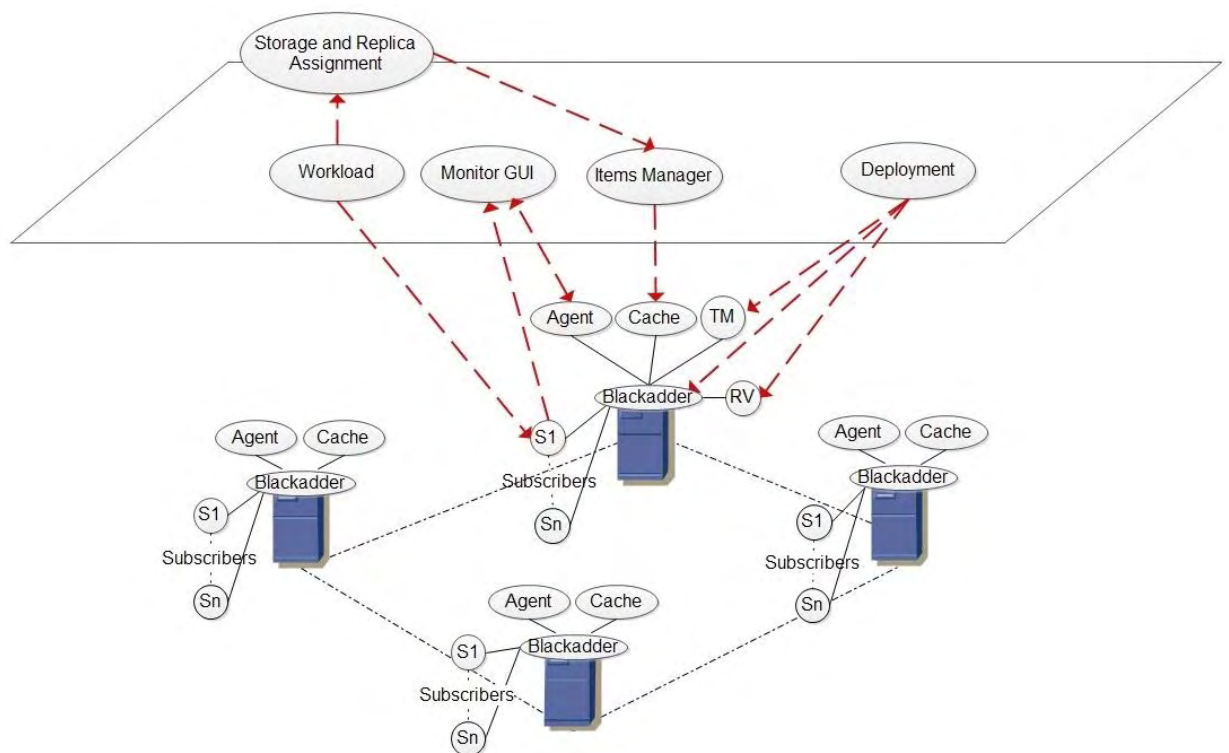 Storage and Replica
Assignment
Workload
Monitor GUI
Items Manager
Deployment
Agent
Cache
TM
Blackadder
RV
S1
Subscribers
Sn
Agent
Cache
Blackadder
S1
Subscribers
Sn
Agent
Cache
Blackadder
S1
Subscribers
Sn
Agent
Cache
Blackadder
S1
Subscribers
Sn